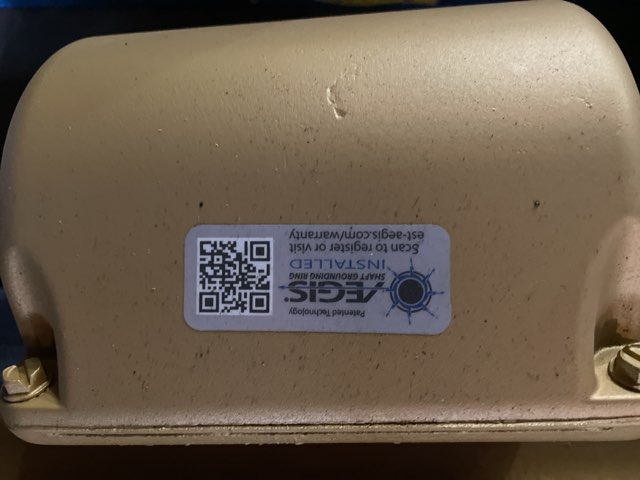 Patented Technology
AEGIS®
SHAFT GROUNDING RING
INSTALLED
Scan to register or visit
est-aegis.com/warranty